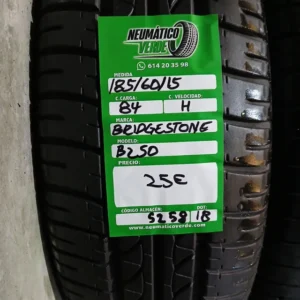 NEUMÁTICO
VERDE
614 20 35 98
MEDIDA
185/60/15
C. CARGA: C. VELOCIDAD:
84 H
MARCA:
BRIDGESTONE
MODELO:
B250
PRECIO:
25€
CÓDIGO ALMACÉN: DOT:
5258 18
www.neumaticoverde.com